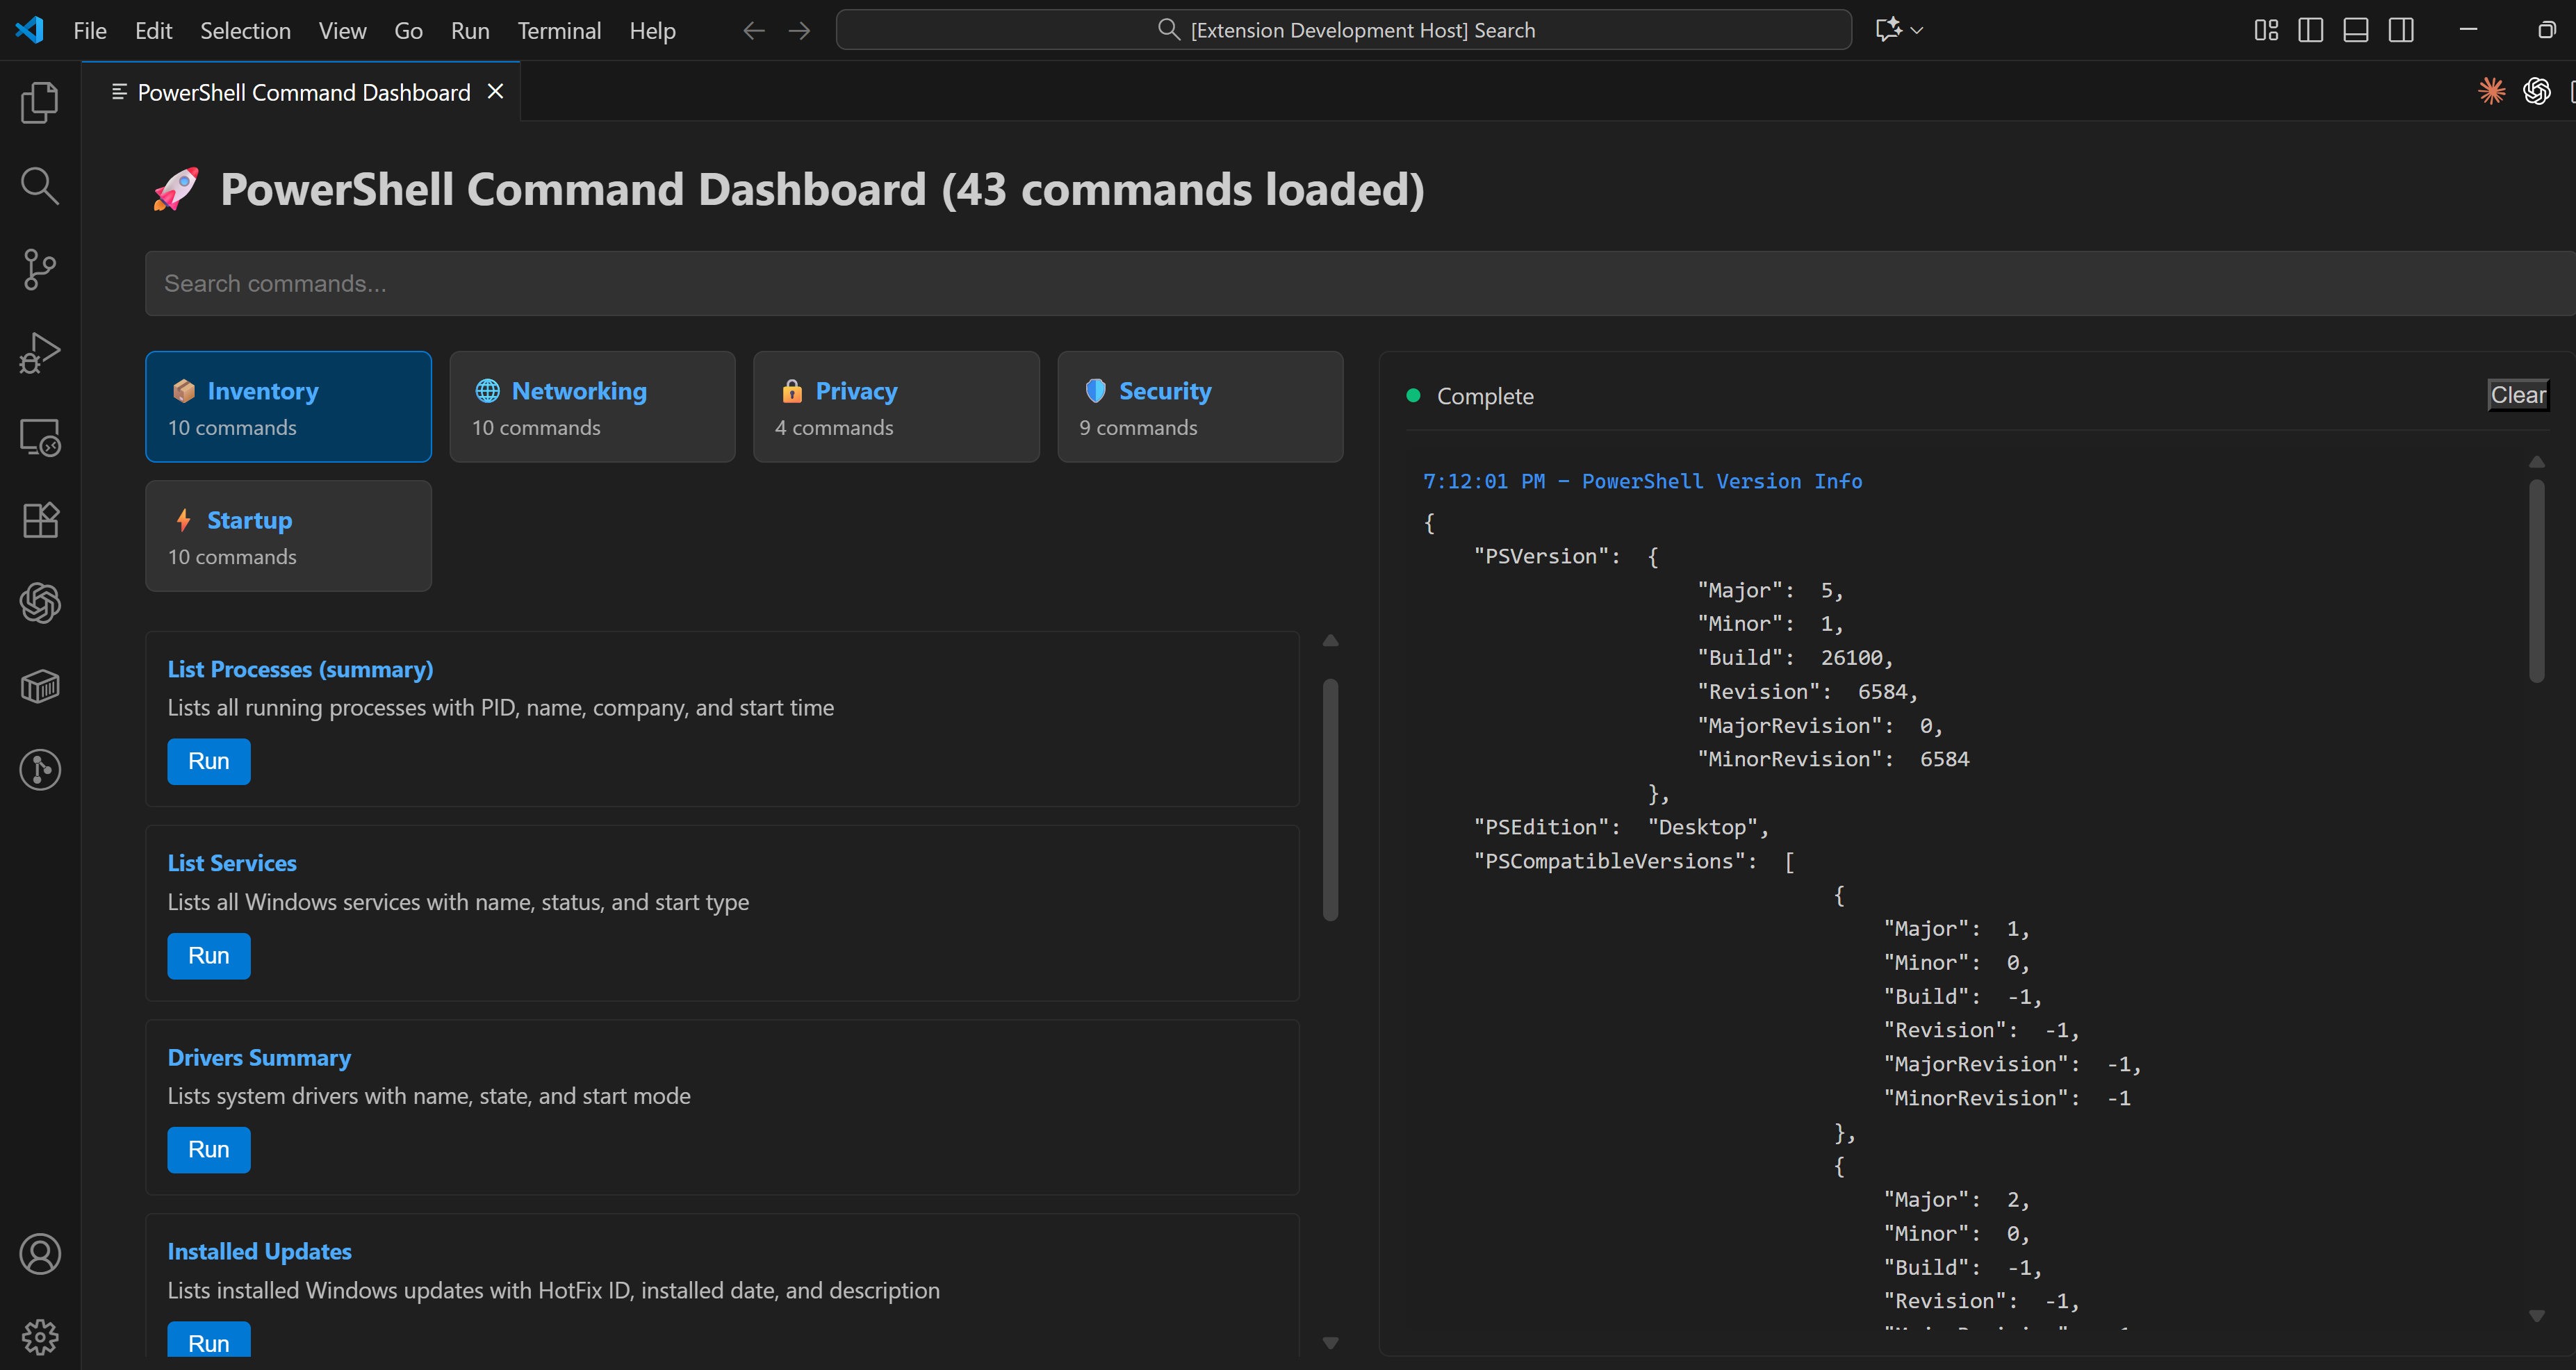 File Edit Selection View Go Run Terminal Help [Extension Development Host] Search
PowerShell Command Dashboard
🚀 PowerShell Command Dashboard (43 commands loaded)
Search commands...
📦 Inventory
10 commands
🌐 Networking
10 commands
🔒 Privacy
4 commands
🛡️ Security
9 commands
⚡ Startup
10 commands
List Processes (summary)
Lists all running processes with PID, name, company, and start time
Run
List Services
Lists all Windows services with name, status, and start type
Run
Drivers Summary
Lists system drivers with name, state, and start mode
Run
Installed Updates
Lists installed Windows updates with HotFix ID, installed date, and description
Run
Complete
Clear
7:12:01 PM - PowerShell Version Info
{
"PSVersion": {
"Major": 5,
"Minor": 1,
"Build": 26100,
"Revision": 6584,
"MajorRevision": 0,
"MinorRevision": 6584
},
"PSEdition": "Desktop",
"PSCompatibleVersions": [
{
"Major": 1,
"Minor": 0,
"Build": -1,
"Revision": -1,
"MajorRevision": -1,
"MinorRevision": -1
},
{
"Major": 2,
"Minor": 0,
"Build": -1,
"Revision": -1,